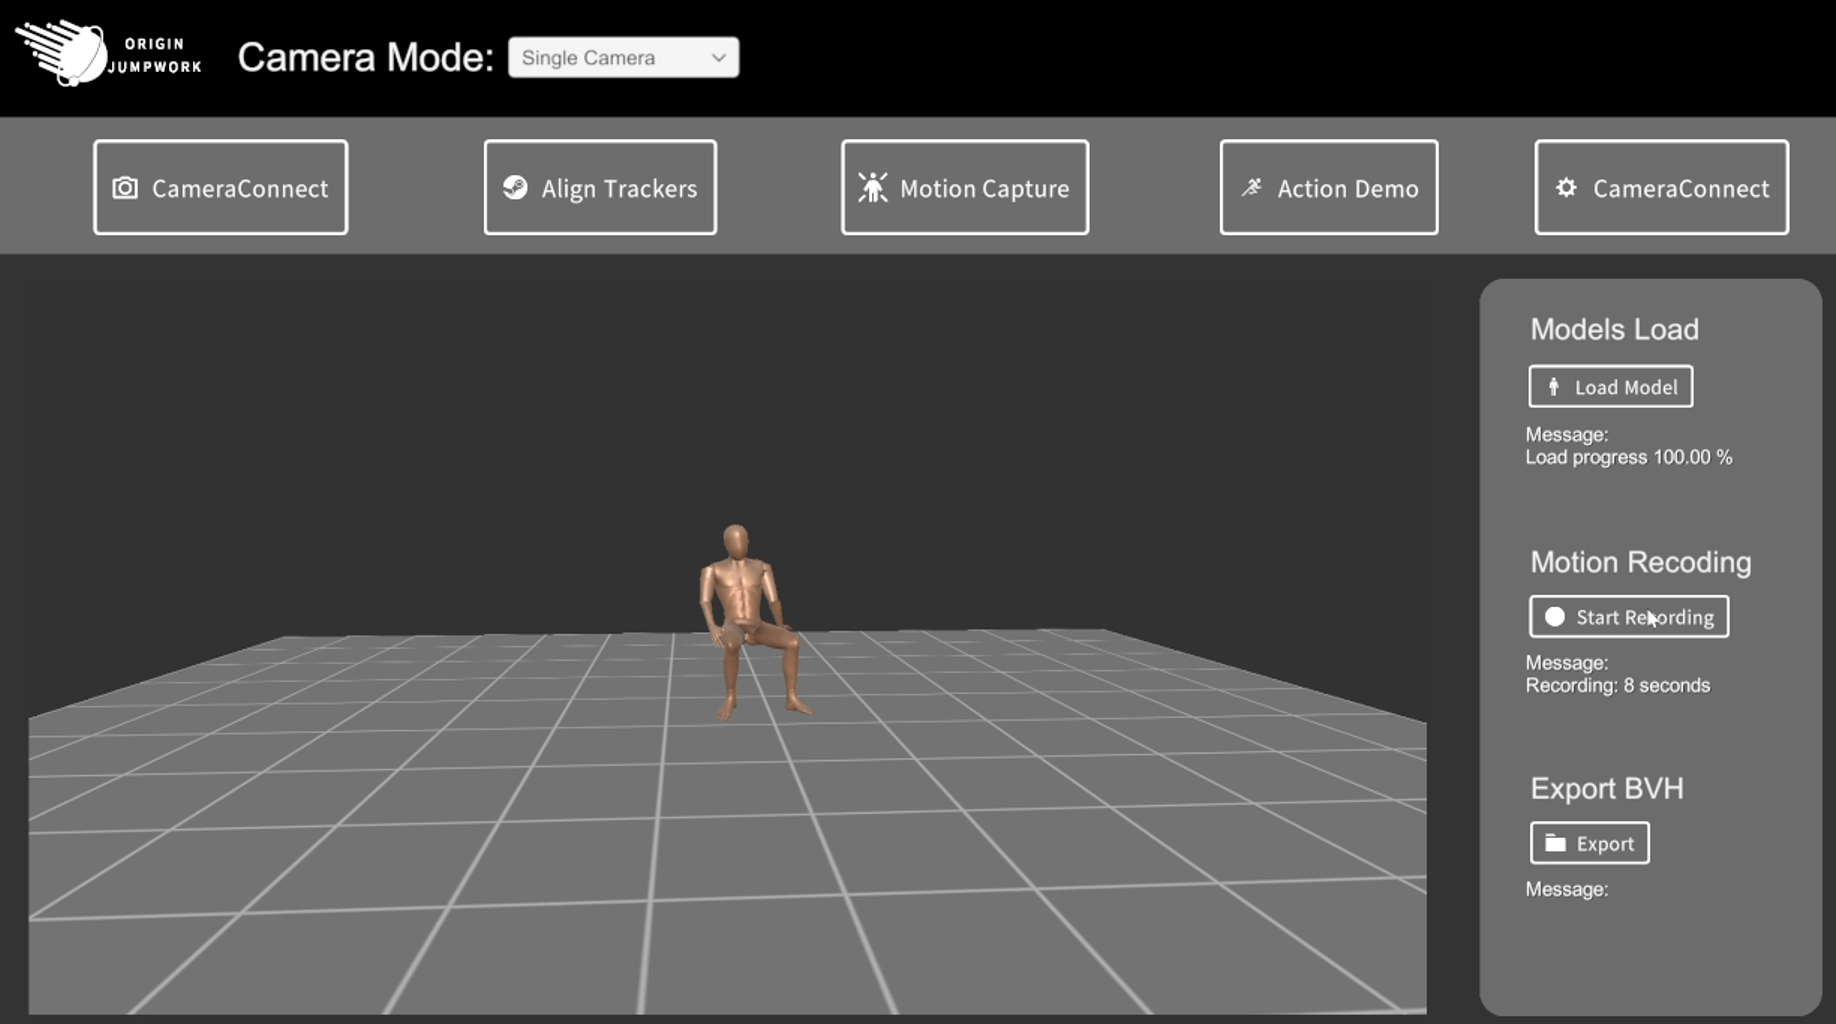 ORIGIN
JUMPWORK
Camera Mode:
Single Camera
CameraConnect
Align Trackers
Motion Capture
Action Demo
CameraConnect
Models Load
Load Model
Message:
Load progress 100.00 %
Motion Recoding
Start Recording
Message:
Recording: 8 seconds
Export BVH
Export
Message: